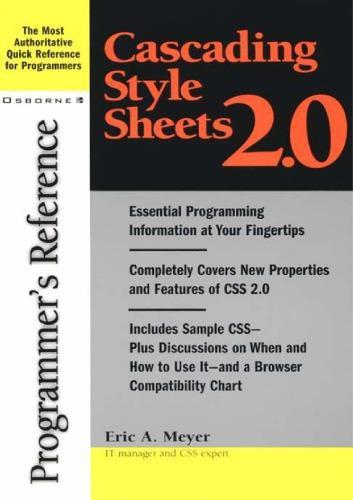 The Most
Authoritative
Quick Reference
for Programmers
OSBORNE
Programmer's Reference
Cascading
Style
Sheets 2.0
Essential Programming
Information at Your Fingertips
Completely Covers New Properties
and Features of CSS 2.0
Includes Sample CSS—
Plus Discussions on When and
How to Use It—and a Browser
Compatibility Chart
Eric A. Meyer
IT manager and CSS expert